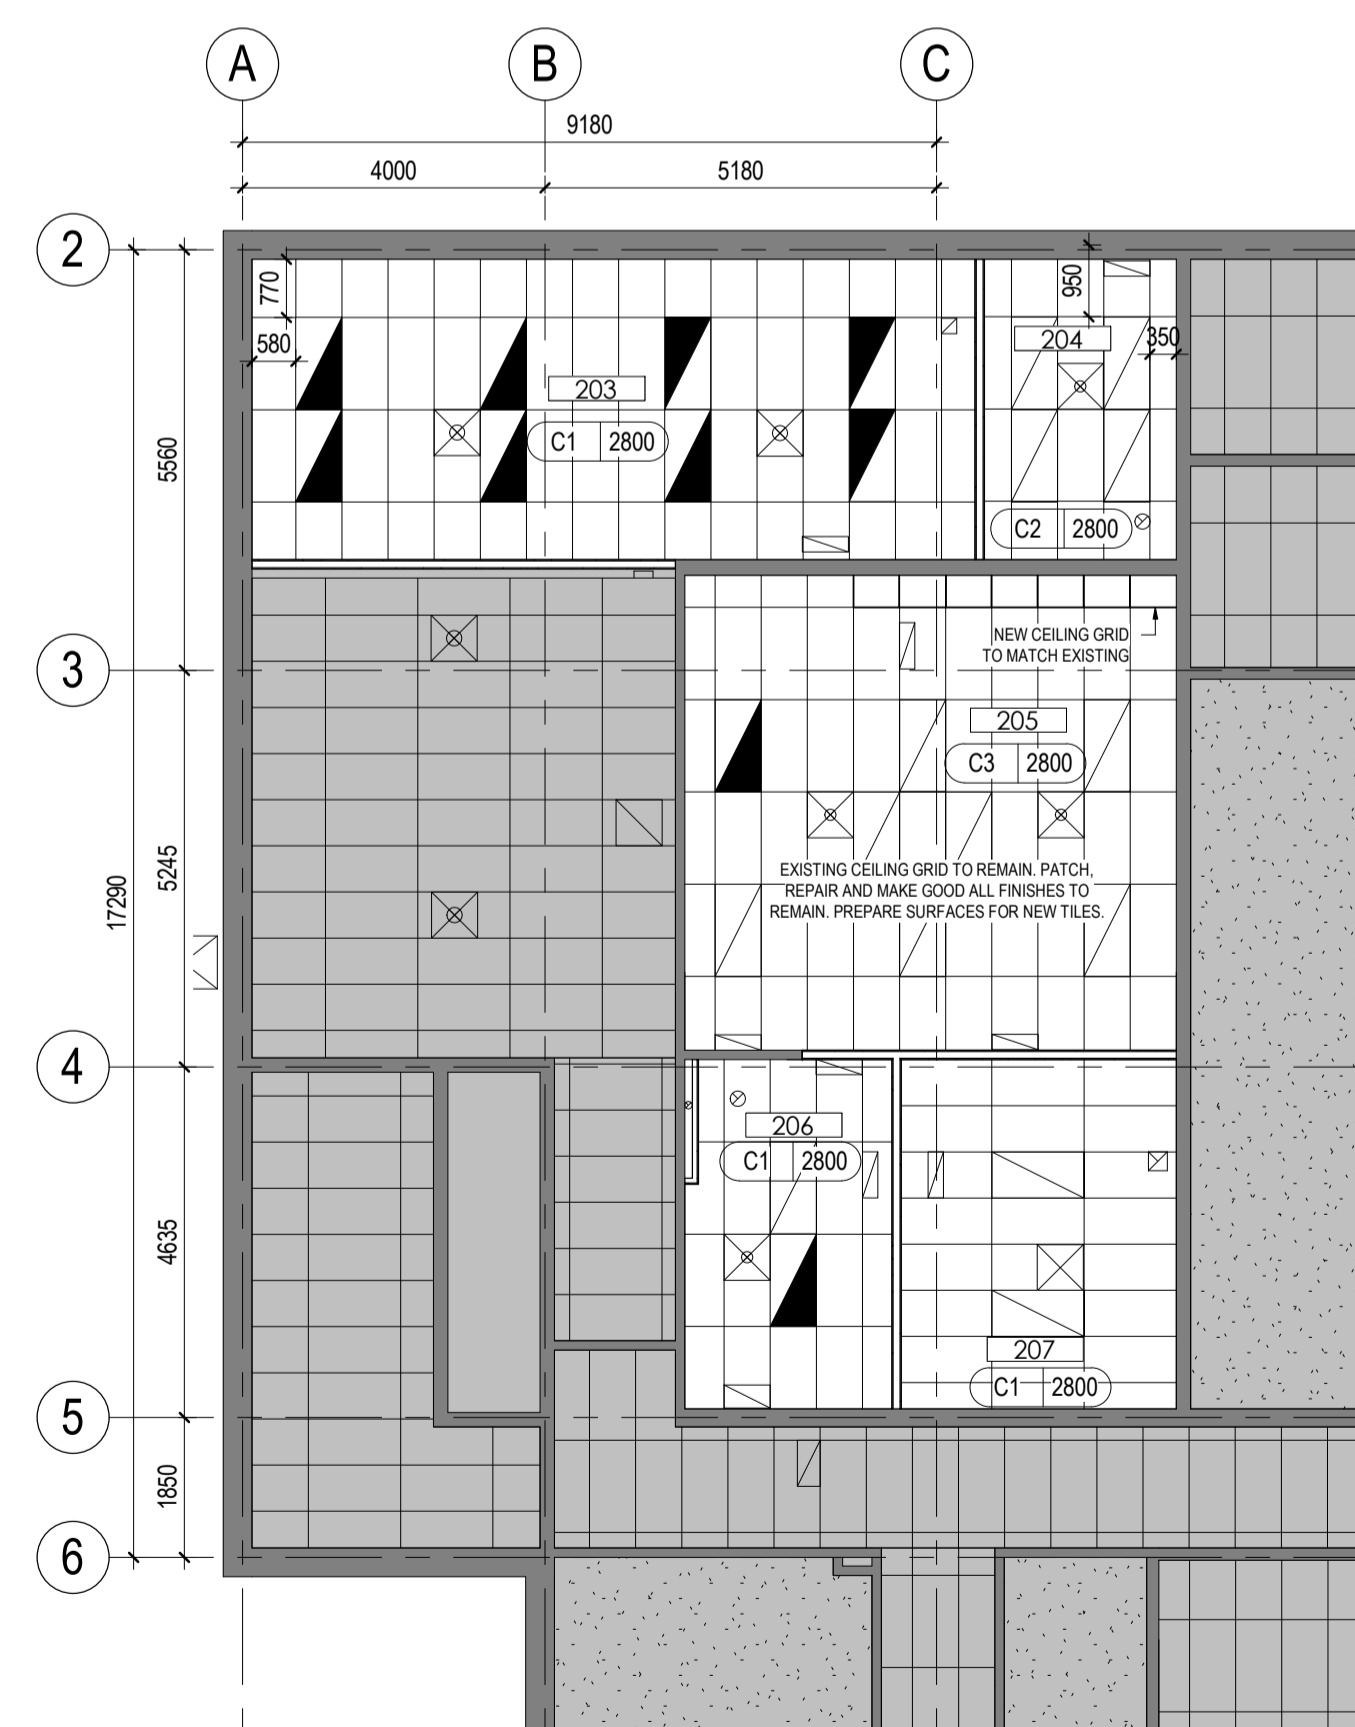 A
B
C
9180
4000
5180
2
770
580
950
350
204
203
C1 2800
C2 2800
5560
3
NEW CEILING GRID
TO MATCH EXISTING
205
C3 2800
5245
17290
EXISTING CEILING GRID TO REMAIN. PATCH,
REPAIR AND MAKE GOOD ALL FINISHES TO
REMAIN. PREPARE SURFACES FOR NEW TILES.
4
206
C1 2800
4635
207
C1 2800
5
1850
6